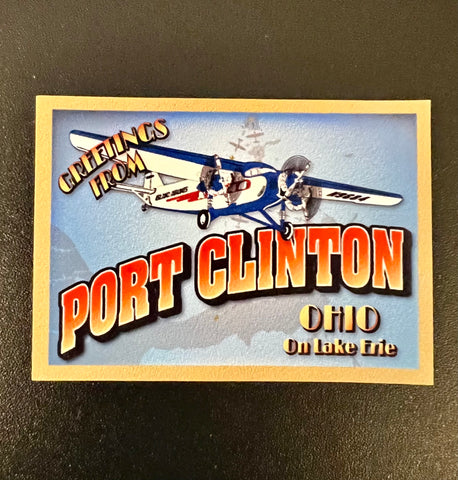 GREETINGS
FROM
PORT CLINTON
OHIO
On Lake Erie